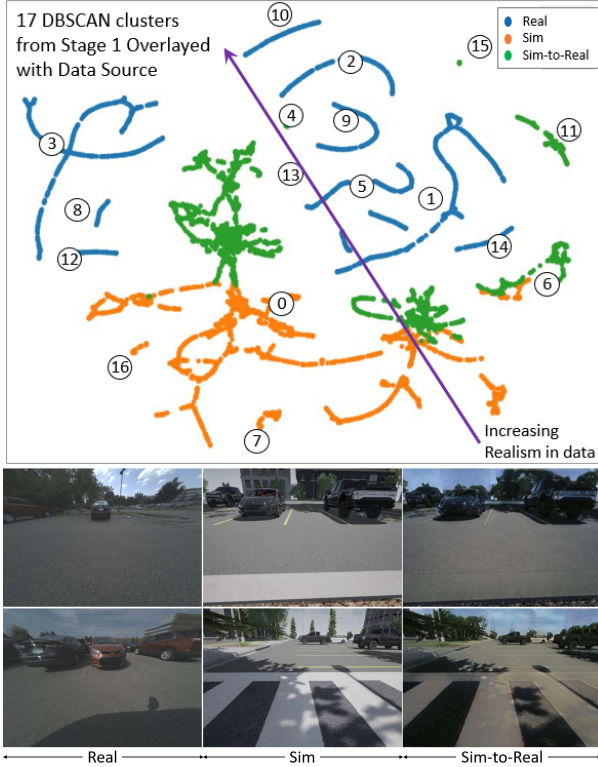 17 DBSCAN clusters
from Stage 1 Overlayed
with Data Source
10
Real
Sim
Sim-to-Real
15
2
4
9
11
3
13
5
1
8
12
14
6
0
16
7
Increasing
Realism in data
Real
Sim
Sim-to-Real